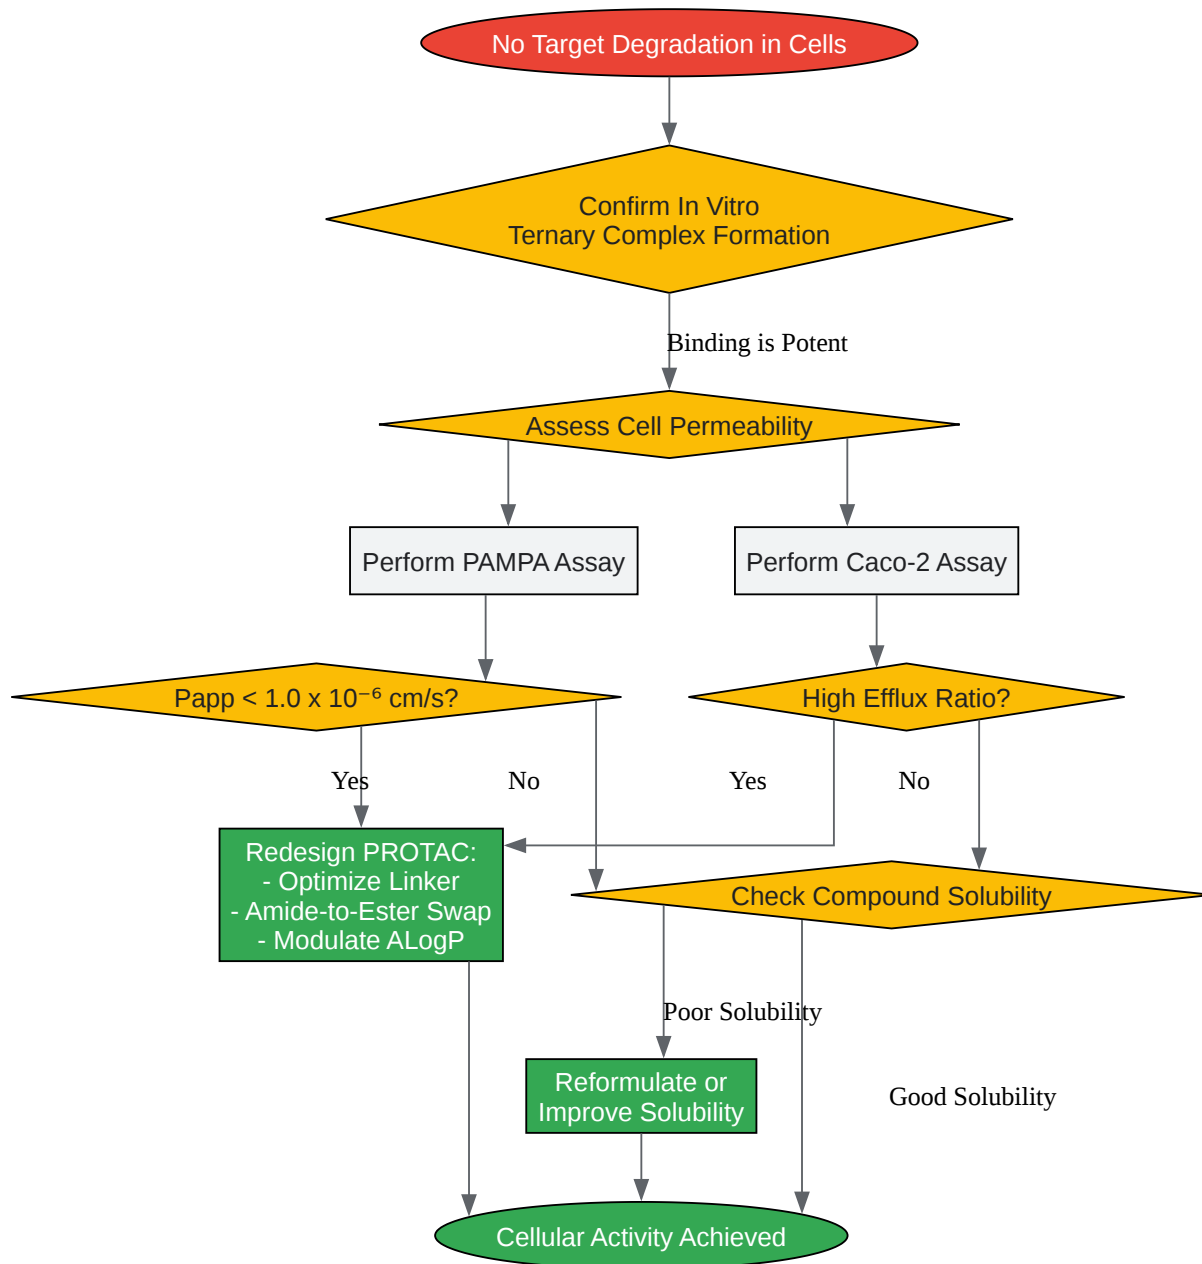 No Target Degradation in Cells
Confirm In Vitro
Ternary Complex Formation
Binding is Potent
Assess Cell Permeability
Perform PAMPA Assay
Perform Caco-2 Assay
Papp < 1.0 x 10⁻⁶ cm/s?
High Efflux Ratio?
Yes
No
Yes
No
Redesign PROTAC:
- Optimize Linker
- Amide-to-Ester Swap
- Modulate ALogP
Check Compound Solubility
Poor Solubility
Reformulate or
Improve Solubility
Good Solubility
Cellular Activity Achieved